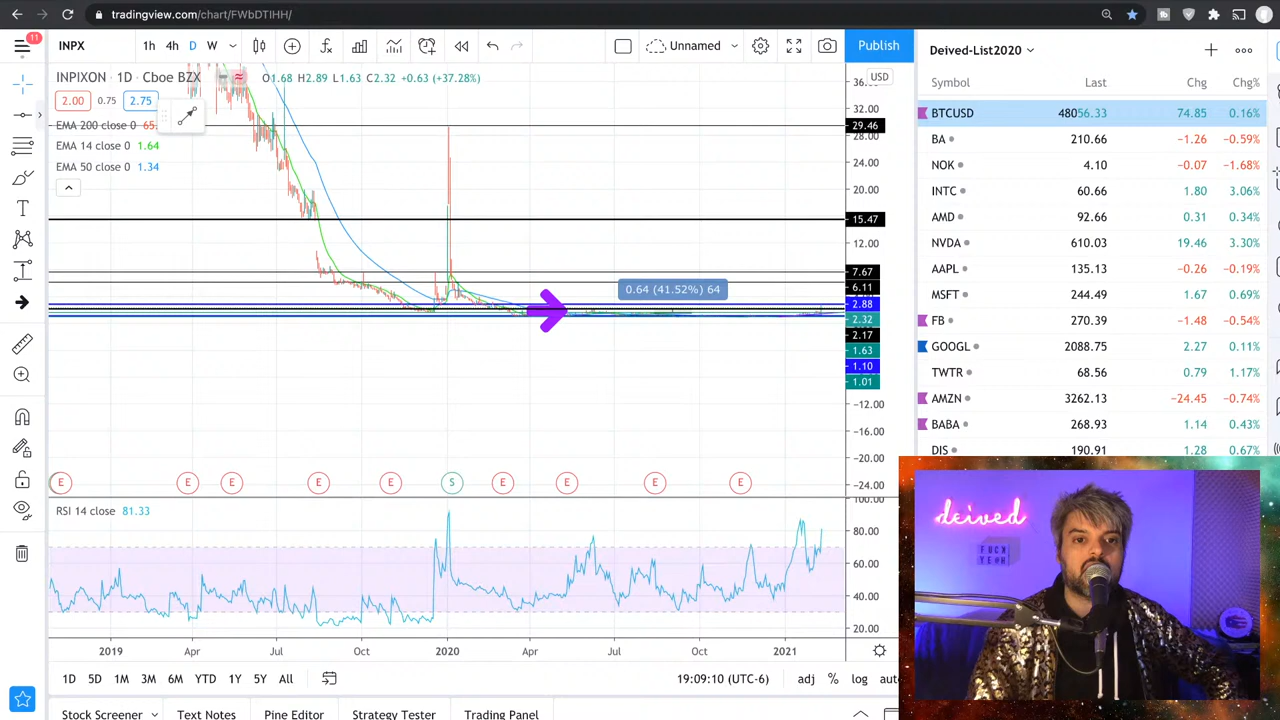 tradingview.com/chart/FWbDTIHH/
11
INPX
1h 4h D W
Unnamed
Publish
INPIXON • 1D • Cboe BZX
O1.68 H2.89 L1.63 C2.32 +0.63 (+37.28%)
2.00 0.75 2.75
EMA 200 close 0
EMA 14 close 0
EMA 50 close 0 1.34
USD
32.00
29.46
28.00
24.00
20.00
15.47
12.00
7.67
6.11
2.88
2.32
2.17
1.63
1.10
1.01
−12.00
−16.00
−20.00
−24.00
0.64 (41.52%) 64
E E E E E S E E E E
RSI 14 close 81.33
100.00
80.00
60.00
40.00
20.00
2019 Apr Jul Oct 2020 Apr Jul Oct 2021
1D 5D 1M 3M 6M YTD 1Y 5Y All
19:09:10 (UTC-6)
adj % log
Stock Screener Text Notes Pine Editor Strategy Tester Trading Panel
Deived-List2020
Symbol Last Chg Chg%
BTCUSD 48056.33 74.85 0.16%
BA 210.66 −1.26 −0.59%
NOK 4.10 −0.07 −1.68%
INTC 60.66 1.80 3.06%
AMD 92.66 0.31 0.34%
NVDA 610.03 19.46 3.30%
AAPL 135.13 −0.26 −0.19%
MSFT 244.49 1.67 0.69%
FB 270.39 −1.48 −0.54%
GOOGL 2088.75 2.27 0.11%
TWTR 68.56 0.79 1.17%
AMZN 3262.13 −24.45 −0.74%
BABA 268.93 1.14 0.43%
DIS 190.91 1.28 0.67%
deived
FUCK
YEAH